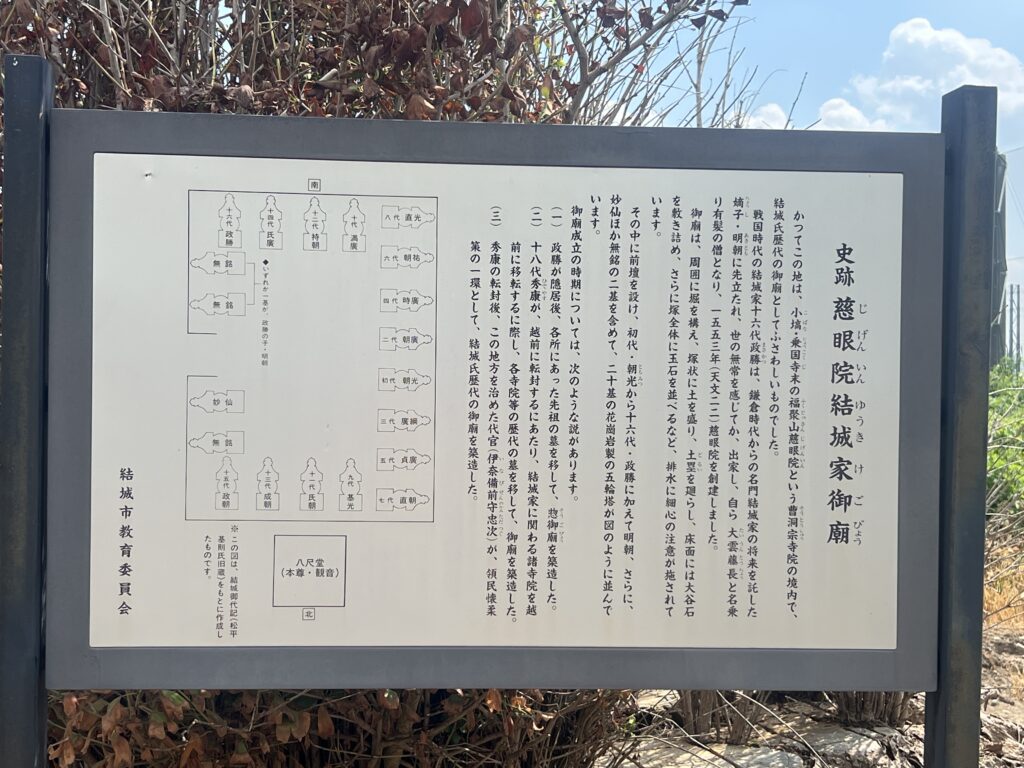 史跡 慈眼院結城家御廟
じ げん いん ゆう き け ご びょう
かつてこの地は、小塙・乗国寺末の福聚山慈眼院という曹洞宗寺院の境内で、
結城氏歴代の御廟としてふさわしいものでした。
戦国時代の結城家十六代政勝は、鎌倉時代からの名門結城家の将来を託した
嫡子・明朝に先立たれ、世の無常を感じてか、出家し、自ら 大雲藤長と名乗
り有髪の僧となり、一五五三年(天文二二)慈眼院を創建しました。
御廟は、周囲に堀を構え、塚状に土を盛り、土塁を廻らし、床面には大谷石
を敷き詰め、さらに塚全体に玉石を並べるなど、排水に細心の注意が施されて
います。
その中に前壇を設け、初代・朝光から十六代・政勝に加えて明朝、さらに、
妙仙ほか無銘の二基を含めて、二十基の花崗岩製の五輪塔が図のように並んで
います。
御廟成立の時期については、次のような説があります。
(一) 政勝が隠居後、各所にあった先祖の墓を移して、惣御廟を築造した。
(二) 十八代秀康が、越前に転封するにあたり、結城家に関わる諸寺院を越
前に移転するに際し、各寺院等の歴代の墓を移して、御廟を築造した。
(三) 秀康の転封後、この地方を治めた代官(伊奈備前守忠次)が、領民懐柔
策の一環として、結城氏歴代の御廟を築造した。
南
八代 直光
六代 朝祐
四代 時廣
二代 朝廣
初代 朝光
三代 廣綱
五代 貞廣
七代 直朝
十代 満廣
十二代 持朝
十四代 氏廣
十六代 政勝
無銘
無銘
◆いずれか一基が、政勝の子・明朝
妙仙
無銘
九代 基光
十一代 氏朝
十三代 成朝
十五代 政朝
八尺堂
(本尊・観音)
北
※この図は、結城御代記(松平
基則氏旧蔵)をもとに作成し
たものです。
結城市教育委員会